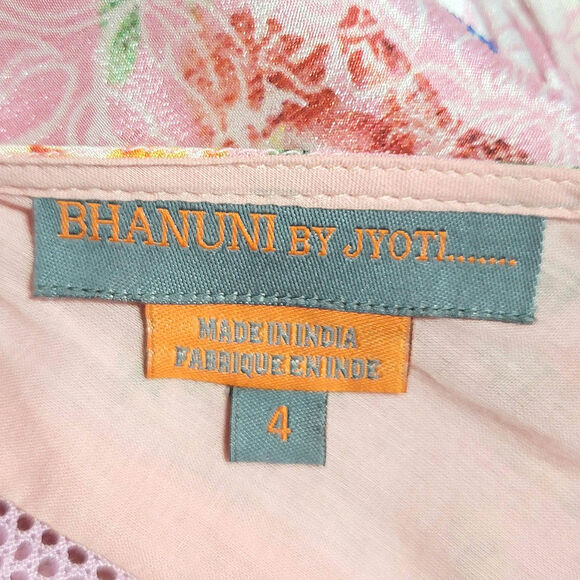 BHANUNI BY JYOTI.......
MADE IN INDIA
FABRIQUE EN INDE
4